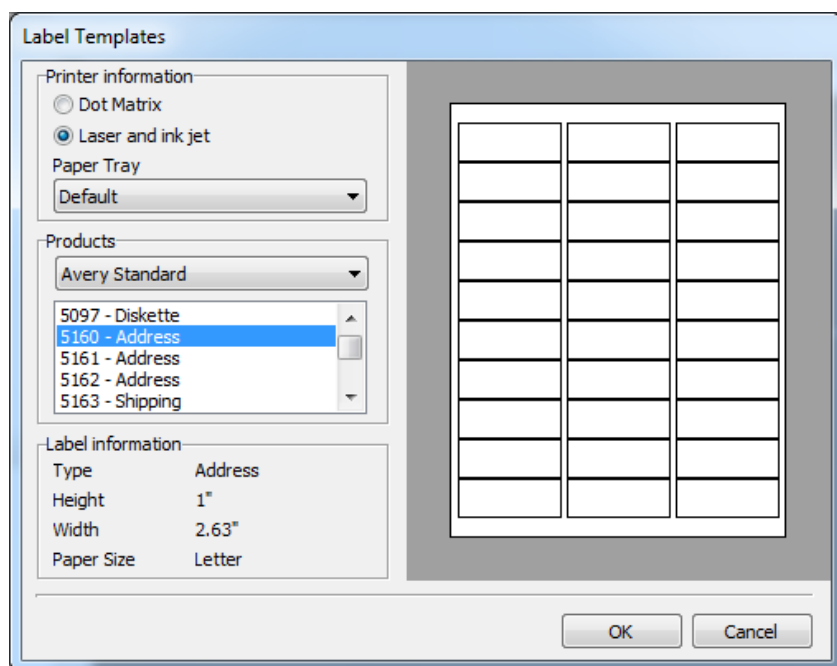 Label Templates
Printer information
Dot Matrix
Laser and ink jet
Paper Tray
Default
Products
Avery Standard
5097 - Diskette
5160 - Address
5161 - Address
5162 - Address
5163 - Shipping
Label information
Type Address
Height 1"
Width 2.63"
Paper Size Letter
OK Cancel